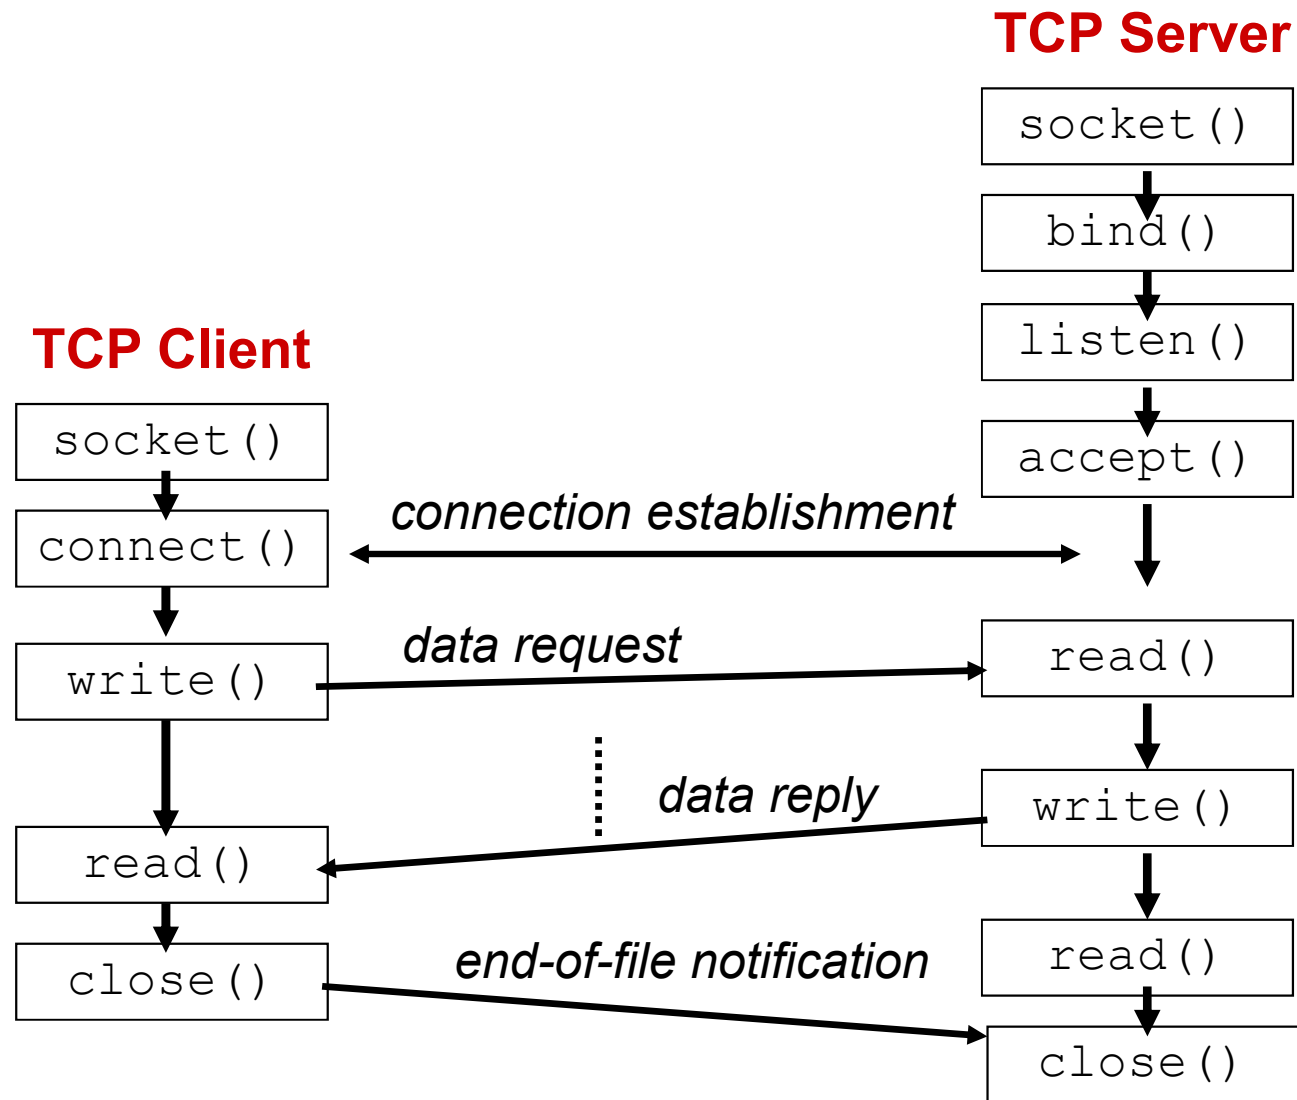 TCP Server
socket()
bind()
listen()
accept()
TCP Client
socket()
connect()
connection establishment
write()
data request
read()
data reply
write()
read()
close()
end-of-file notification
read()
close()